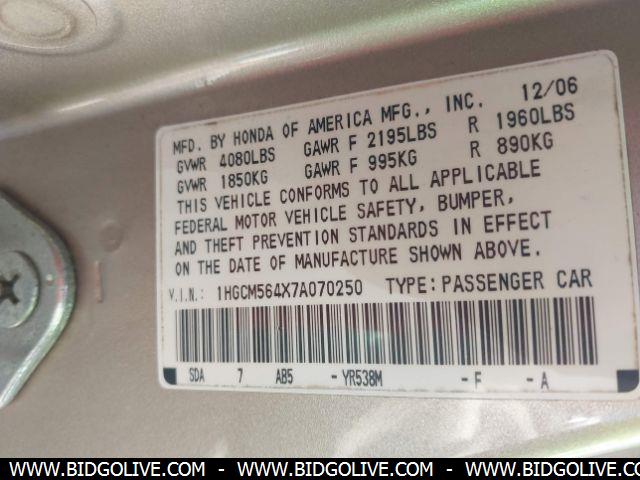 MFD. BY HONDA OF AMERICA MFG., INC. 12/06
GVWR 4080LBS GAWR F 2195LBS R 1960LBS
GVWR 1850KG GAWR F 995KG R 890KG
THIS VEHICLE CONFORMS TO ALL APPLICABLE
FEDERAL MOTOR VEHICLE SAFETY, BUMPER,
AND THEFT PREVENTION STANDARDS IN EFFECT
ON THE DATE OF MANUFACTURE SHOWN ABOVE.
V.I.N.: 1HGCM564X7A070250 TYPE: PASSENGER CAR
SDA 7 AB5 -YR538M -F -A
WWW.BIDGOLIVE.COM - WWW.BIDGOLIVE.COM - WWW.BIDGOLIVE.COM